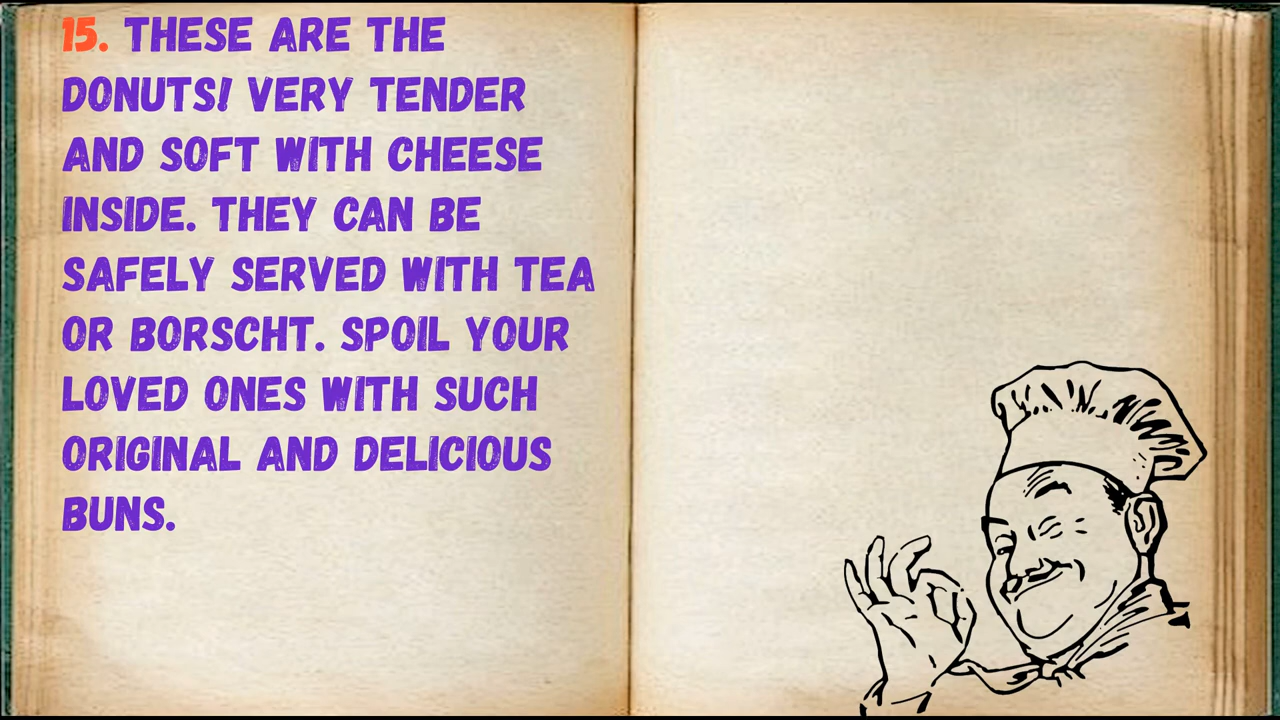 15. THESE ARE THE
DONUTS! VERY TENDER
AND SOFT WITH CHEESE
INSIDE. THEY CAN BE
SAFELY SERVED WITH TEA
OR BORSCHT. SPOIL YOUR
LOVED ONES WITH SUCH
ORIGINAL AND DELICIOUS
BUNS.